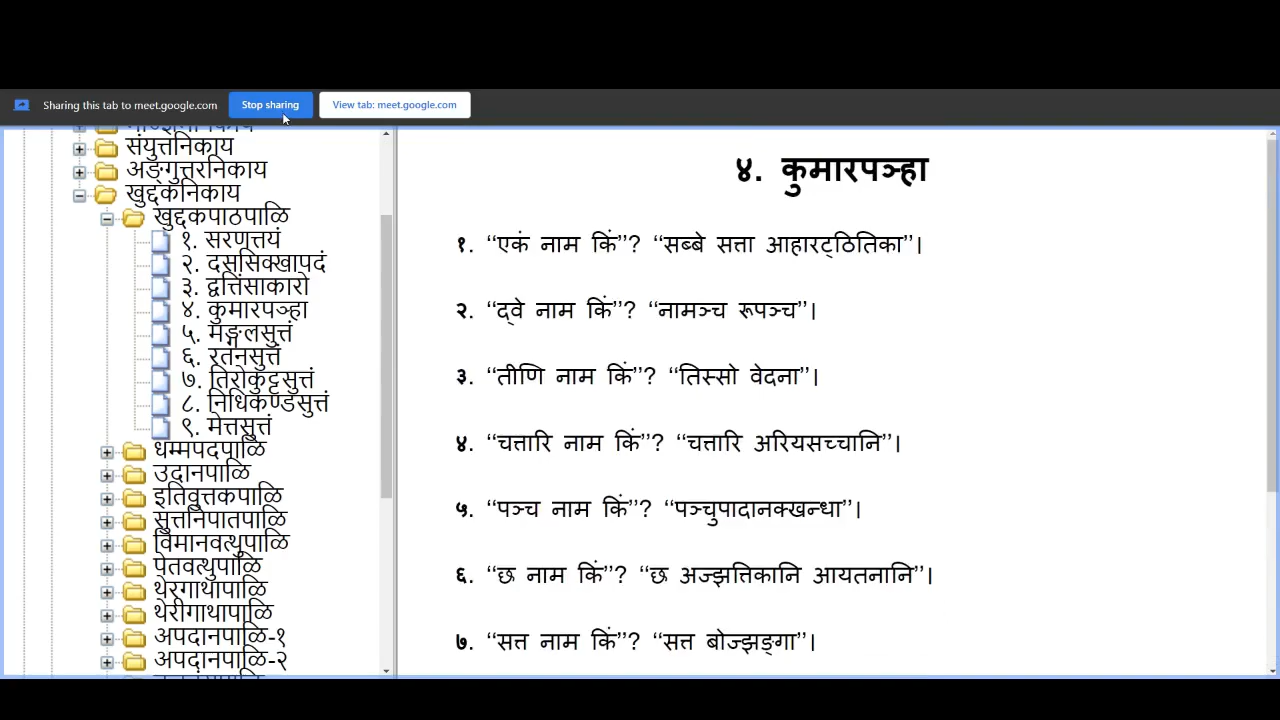 Sharing this tab to meet.google.com
Stop sharing
View tab: meet.google.com
संयुत्तनिकाय
अङ्गुत्तरनिकाय
खुद्दकनिकाय
खुद्दकपाठपाळि
१. सरणत्तयं
२. दससिक्खापदं
३. द्वत्तिंसाकारो
४. कुमारपञ्हा
५. मङ्गलसुत्तं
६. रतनसुत्तं
७. तिरोकुट्टसुत्तं
८. निधिकण्डसुत्तं
९. मेत्तसुत्तं
धम्मपदपाळि
उदानपाळि
इतिवुत्तकपाळि
सुत्तनिपातपाळि
विमानवत्थुपाळि
पेतवत्थुपाळि
थेरगाथापाळि
थेरीगाथापाळि
अपदानपाळि-१
अपदानपाळि-२
४. कुमारपञ्हा
१. ‘‘एकं नाम किं’’? ‘‘सब्बे सत्ता आहारट्ठितिका’’।
२. ‘‘द्वे नाम किं’’? ‘‘नामञ्च रूपञ्च’’।
३. ‘‘तीणि नाम किं’’? ‘‘तिस्सो वेदना’’।
४. ‘‘चत्तारि नाम किं’’? ‘‘चत्तारि अरियसच्चानि’’।
५. ‘‘पञ्च नाम किं’’? ‘‘पञ्चुपादानक्खन्धा’’।
६. ‘‘छ नाम किं’’? ‘‘छ अज्झत्तिकानि आयतनानि’’।
७. ‘‘सत्त नाम किं’’? ‘‘सत्त बोज्झङ्गा’’।